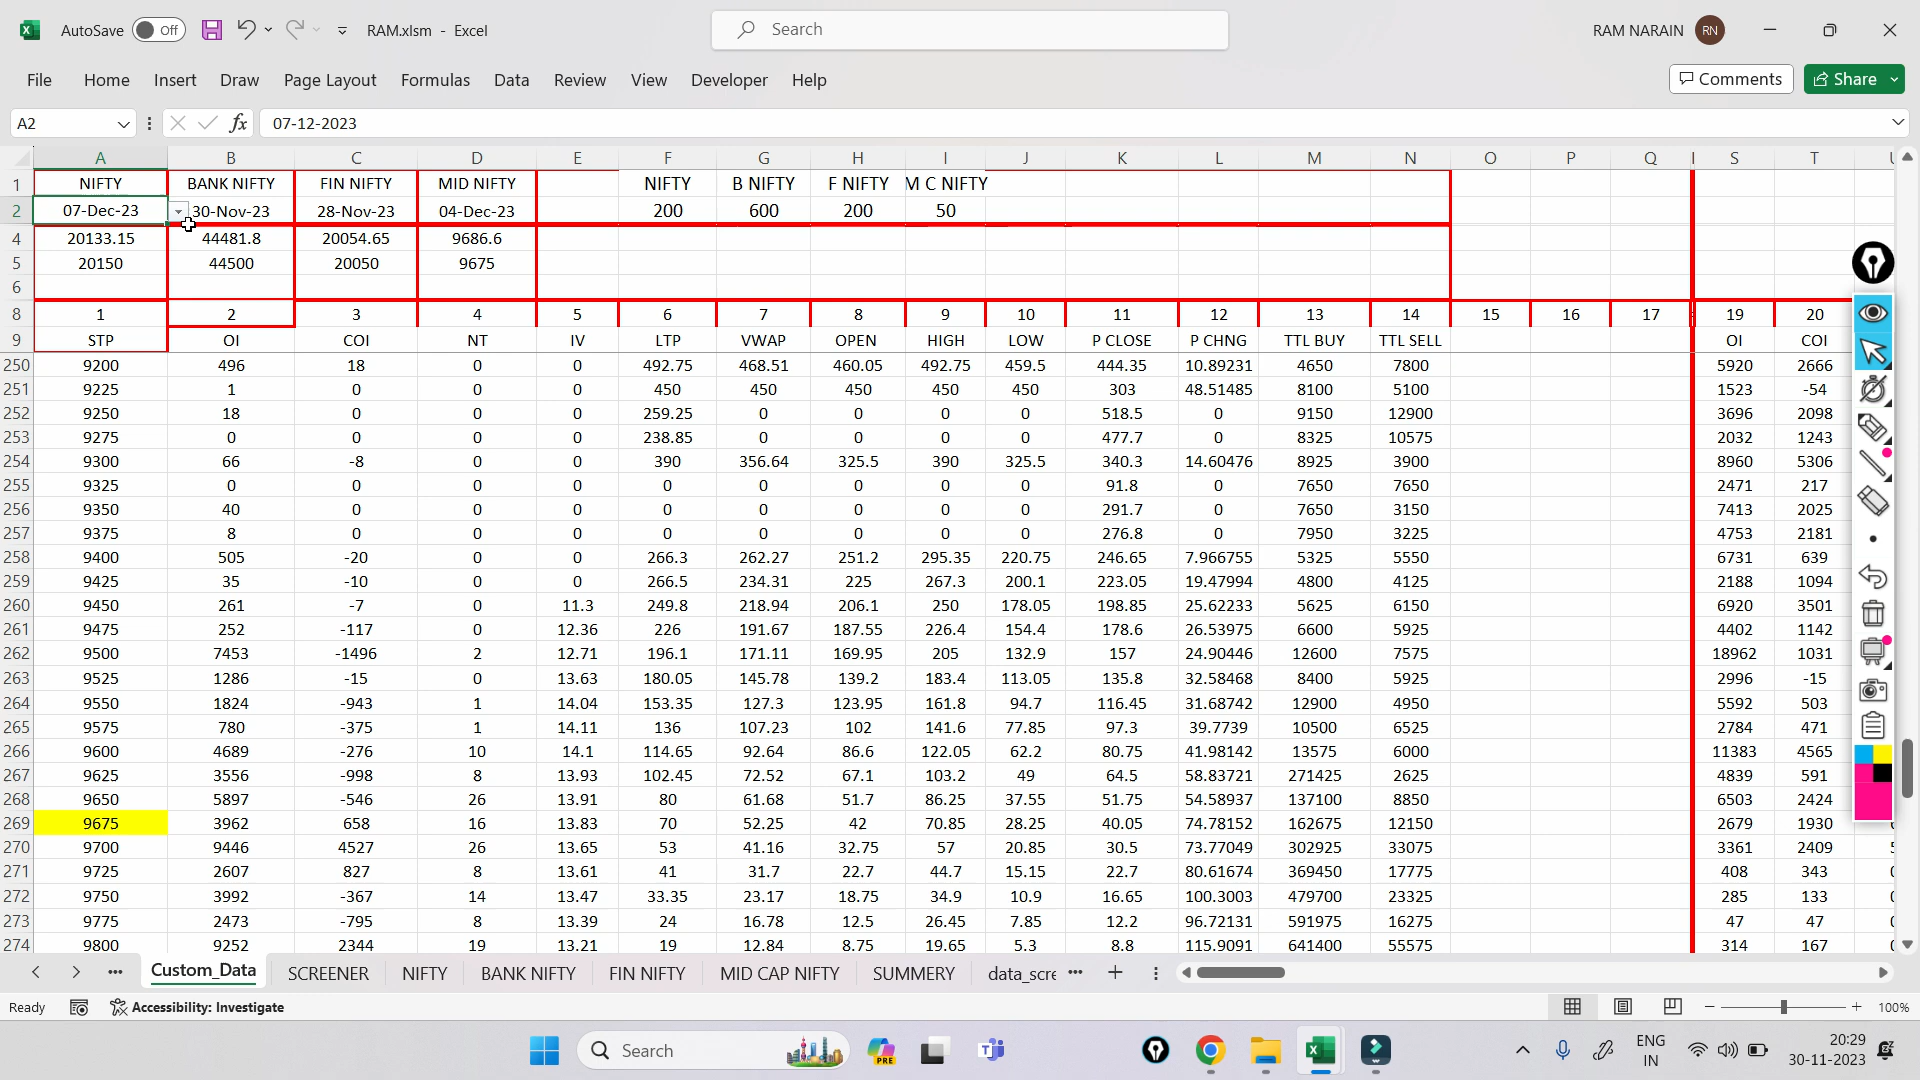 AutoSave Off RAM.xlsm - Excel Search RAM NARAIN RN
File Home Insert Draw Page Layout Formulas Data Review View Developer Help Comments Share
A2 fx 07-12-2023
A B C D E F G H I J K L M N O P Q S T
1 NIFTY BANK NIFTY FIN NIFTY MID NIFTY NIFTY B NIFTY F NIFTY M C NIFTY
2 07-Dec-23 30-Nov-23 28-Nov-23 04-Dec-23 200 600 200 50
4 20133.15 44481.8 20054.65 9686.6
5 20150 44500 20050 9675
6
8 1 2 3 4 5 6 7 8 9 10 11 12 13 14 15 16 17 19 20
9 STP OI COI NT IV LTP VWAP OPEN HIGH LOW P CLOSE P CHNG TTL BUY TTL SELL OI COI
250 9200 496 18 0 0 492.75 468.51 460.05 492.75 459.5 444.35 10.89231 4650 7800 5920 2666
251 9225 1 0 0 0 450 450 450 450 450 303 48.51485 8100 5100 1523 -54
252 9250 18 0 0 0 259.25 0 0 0 0 518.5 0 9150 12900 3696 2098
253 9275 0 0 0 0 238.85 0 0 0 0 477.7 0 8325 10575 2032 1243
254 9300 66 -8 0 0 390 356.64 325.5 390 325.5 340.3 14.60476 8925 3900 8960 5306
255 9325 0 0 0 0 0 0 0 0 0 91.8 0 7650 7650 2471 217
256 9350 40 0 0 0 0 0 0 0 0 291.7 0 7650 3150 7413 2025
257 9375 8 0 0 0 0 0 0 0 0 276.8 0 7950 3225 4753 2181
258 9400 505 -20 0 0 266.3 262.27 251.2 295.35 220.75 246.65 7.966755 5325 5550 6731 639
259 9425 35 -10 0 0 266.5 234.31 225 267.3 200.1 223.05 19.47994 4800 4125 2188 1094
260 9450 261 -7 0 11.3 249.8 218.94 206.1 250 178.05 198.85 25.62233 5625 6150 6920 3501
261 9475 252 -117 0 12.36 226 191.67 187.55 226.4 154.4 178.6 26.53975 6600 5925 4402 1142
262 9500 7453 -1496 2 12.71 196.1 171.11 169.95 205 132.9 157 24.90446 12600 7575 18962 1031
263 9525 1286 -15 0 13.63 180.05 145.78 139.2 183.4 113.05 135.8 32.58468 8400 5925 2996 -15
264 9550 1824 -943 1 14.04 153.35 127.3 123.95 161.8 94.7 116.45 31.68742 12900 4950 5592 503
265 9575 780 -375 1 14.11 136 107.23 102 141.6 77.85 97.3 39.7739 10500 6525 2784 471
266 9600 4689 -276 10 14.1 114.65 92.64 86.6 122.05 62.2 80.75 41.98142 13575 6000 11383 4565
267 9625 3556 -998 8 13.93 102.45 72.52 67.1 103.2 49 64.5 58.83721 271425 2625 4839 591
268 9650 5897 -546 26 13.91 80 61.68 51.7 86.25 37.55 51.75 54.58937 137100 8850 6503 2424
269 9675 3962 658 16 13.83 70 52.25 42 70.85 28.25 40.05 74.78152 162675 12150 2679 1930
270 9700 9446 4527 26 13.65 53 41.16 32.75 57 20.85 30.5 73.77049 302925 33075 3361 2409
271 9725 2607 827 8 13.61 41 31.7 22.7 44.7 15.15 22.7 80.61674 369450 17775 408 343
272 9750 3992 -367 14 13.47 33.35 23.17 18.75 34.9 10.9 16.65 100.3003 479700 23325 285 133
273 9775 2473 -795 8 13.39 24 16.78 12.5 26.45 7.85 12.2 96.72131 591975 16275 47 47
274 9800 9252 2344 19 13.21 19 12.84 8.75 19.65 5.3 8.8 115.9091 641400 55575 314 167
Custom_Data SCREENER NIFTY BANK NIFTY FIN NIFTY MID CAP NIFTY SUMMERY data_scre
Ready Accessibility: Investigate 100%
Search PRE ENG IN 20:29 30-11-2023